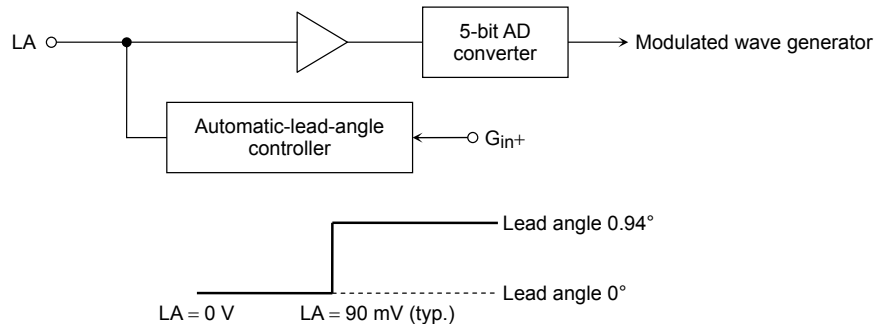 LA
5-bit AD
converter
Modulated wave generator
Automatic-lead-angle
controller
Gin+
Lead angle 0.94°
Lead angle 0°
LA = 0 V
LA = 90 mV (typ.)